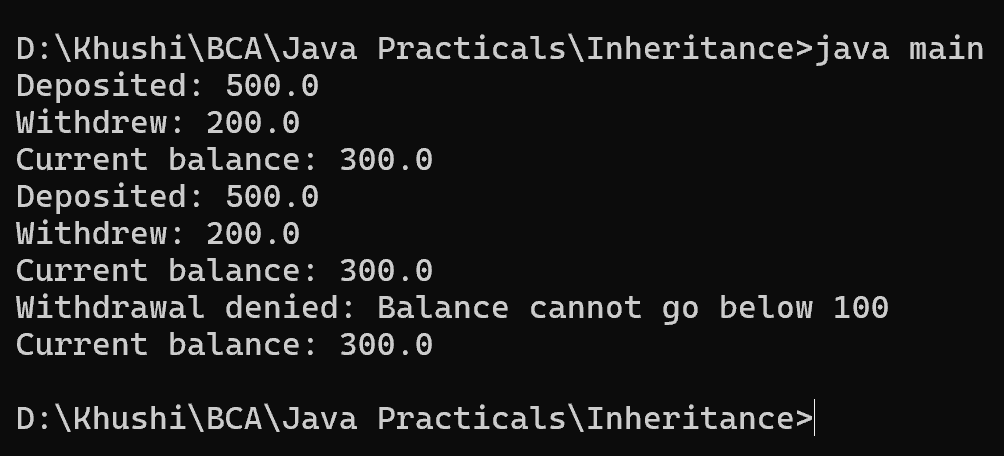 D:\Khushi\BCA\Java Practicals\Inheritance>java main
Deposited: 500.0
Withdrew: 200.0
Current balance: 300.0
Deposited: 500.0
Withdrew: 200.0
Current balance: 300.0
Withdrawal denied: Balance cannot go below 100
Current balance: 300.0
D:\Khushi\BCA\Java Practicals\Inheritance>